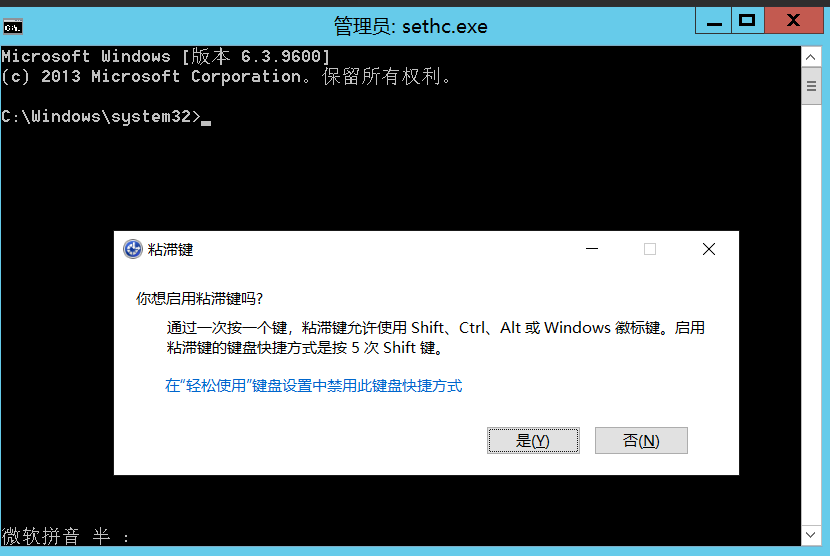 管理员: sethc.exe
Microsoft Windows [版本 6.3.9600]
(c) 2013 Microsoft Corporation。保留所有权利。
C:\Windows\system32>
粘滞键
你想启用粘滞键吗?
通过一次按一个键，粘滞键允许使用 Shift、Ctrl、Alt 或 Windows 徽标键。启用
粘滞键的键盘快捷方式是按 5 次 Shift 键。
在“轻松使用”键盘设置中禁用此键盘快捷方式
是(Y)
否(N)
微软拼音 半 :